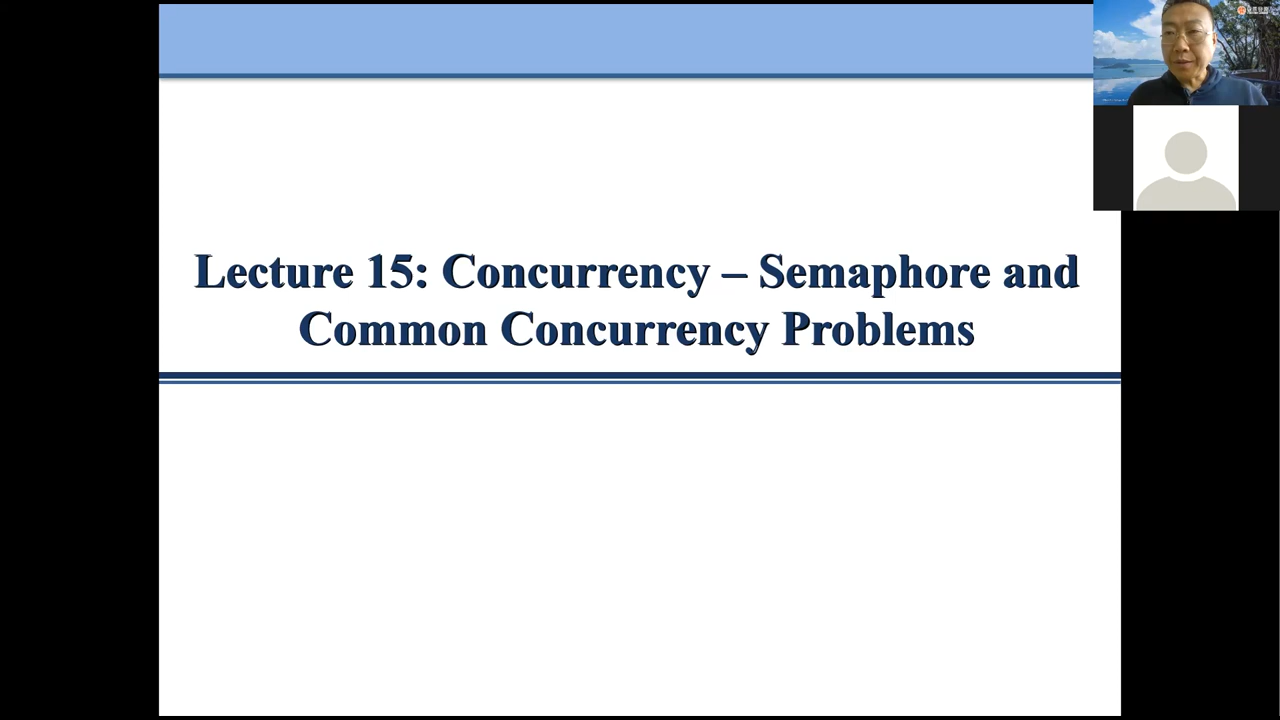 Lecture 15: Concurrency – Semaphore and
Common Concurrency Problems